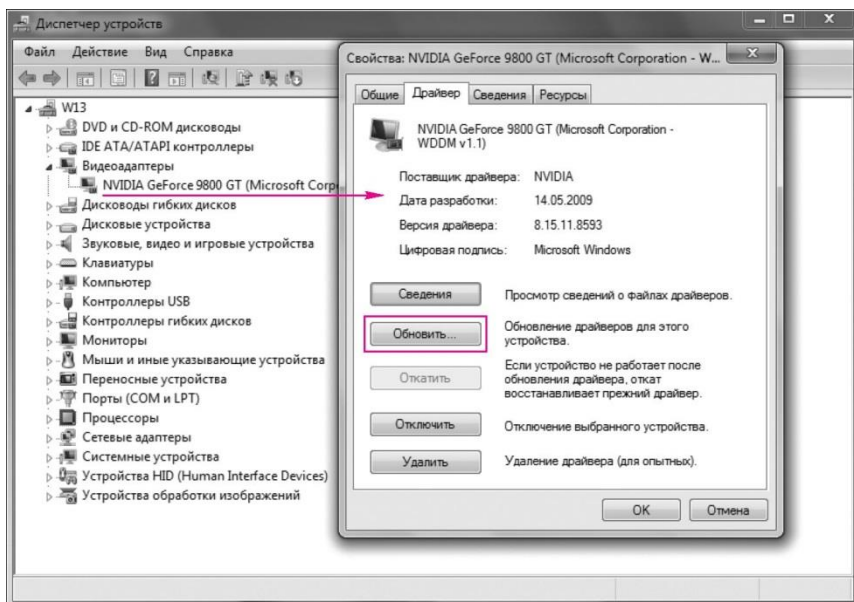 Диспетчер устройств
Файл Действие Вид Справка
W13
DVD и CD-ROM дисководы
IDE ATA/ATAPI контроллеры
Видеоадаптеры
NVIDIA GeForce 9800 GT (Microsoft Corp
Дисководы гибких дисков
Дисковые устройства
Звуковые, видео и игровые устройства
Клавиатуры
Компьютер
Контроллеры USB
Контроллеры гибких дисков
Мониторы
Мыши и иные указывающие устройства
Переносные устройства
Порты (COM и LPT)
Процессоры
Сетевые адаптеры
Системные устройства
Устройства HID (Human Interface Devices)
Устройства обработки изображений
Свойства: NVIDIA GeForce 9800 GT (Microsoft Corporation - W...
Общие Драйвер Сведения Ресурсы
NVIDIA GeForce 9800 GT (Microsoft Corporation -
WDDM v1.1)
Поставщик драйвера: NVIDIA
Дата разработки: 14.05.2009
Версия драйвера: 8.15.11.8593
Цифровая подпись: Microsoft Windows
Сведения Просмотр сведений о файлах драйверов.
Обновить... Обновление драйверов для этого
устройства.
Откатить Если устройство не работает после
обновления драйвера, откат
восстанавливает прежний драйвер.
Отключить Отключение выбранного устройства.
Удалить Удаление драйвера (для опытных).
OK Отмена